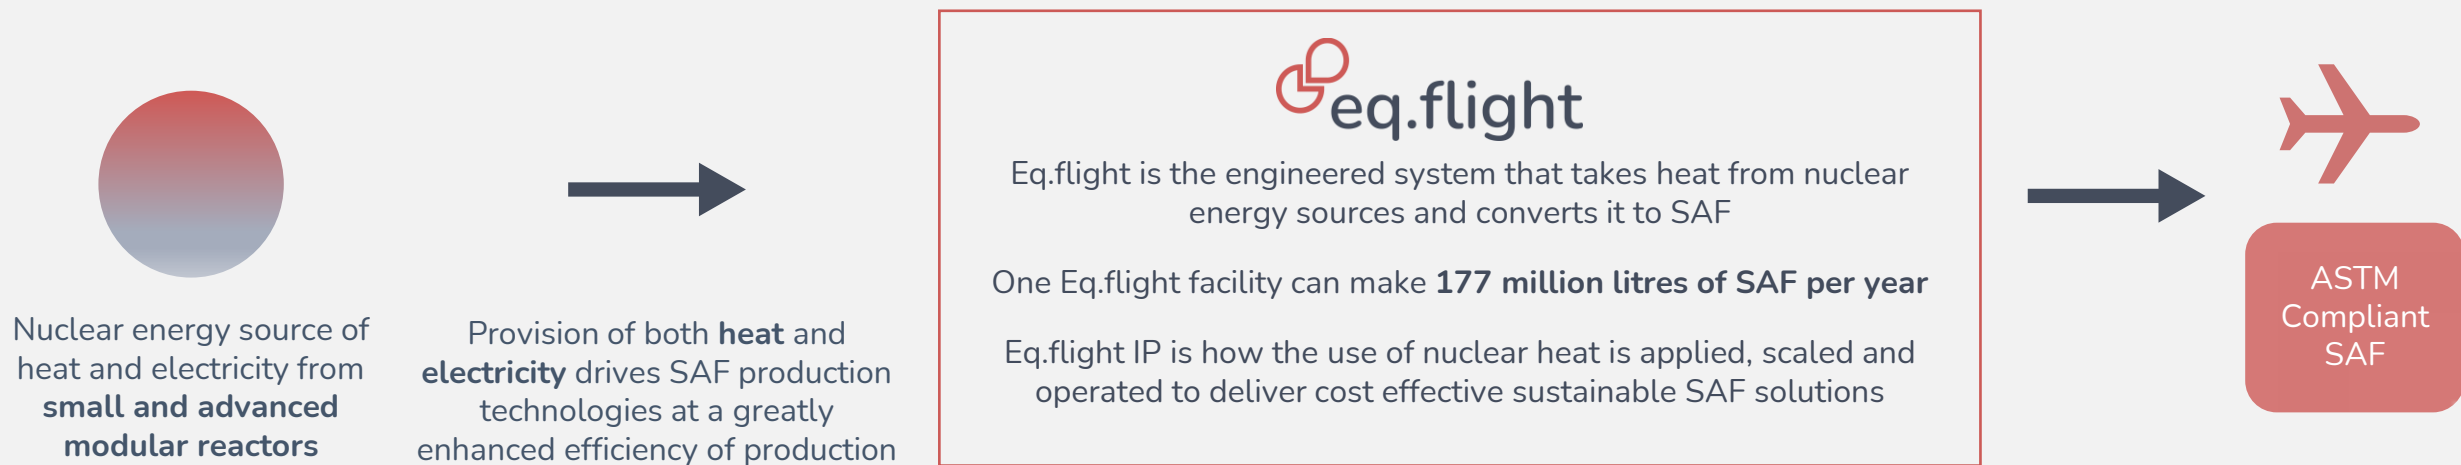 Nuclear energy source of
heat and electricity from
small and advanced
modular reactors
Provision of both heat and
electricity drives SAF production
technologies at a greatly
enhanced efficiency of production
eq.flight
Eq.flight is the engineered system that takes heat from nuclear
energy sources and converts it to SAF
One Eq.flight facility can make 177 million litres of SAF per year
Eq.flight IP is how the use of nuclear heat is applied, scaled and
operated to deliver cost effective sustainable SAF solutions
ASTM
Compliant
SAF